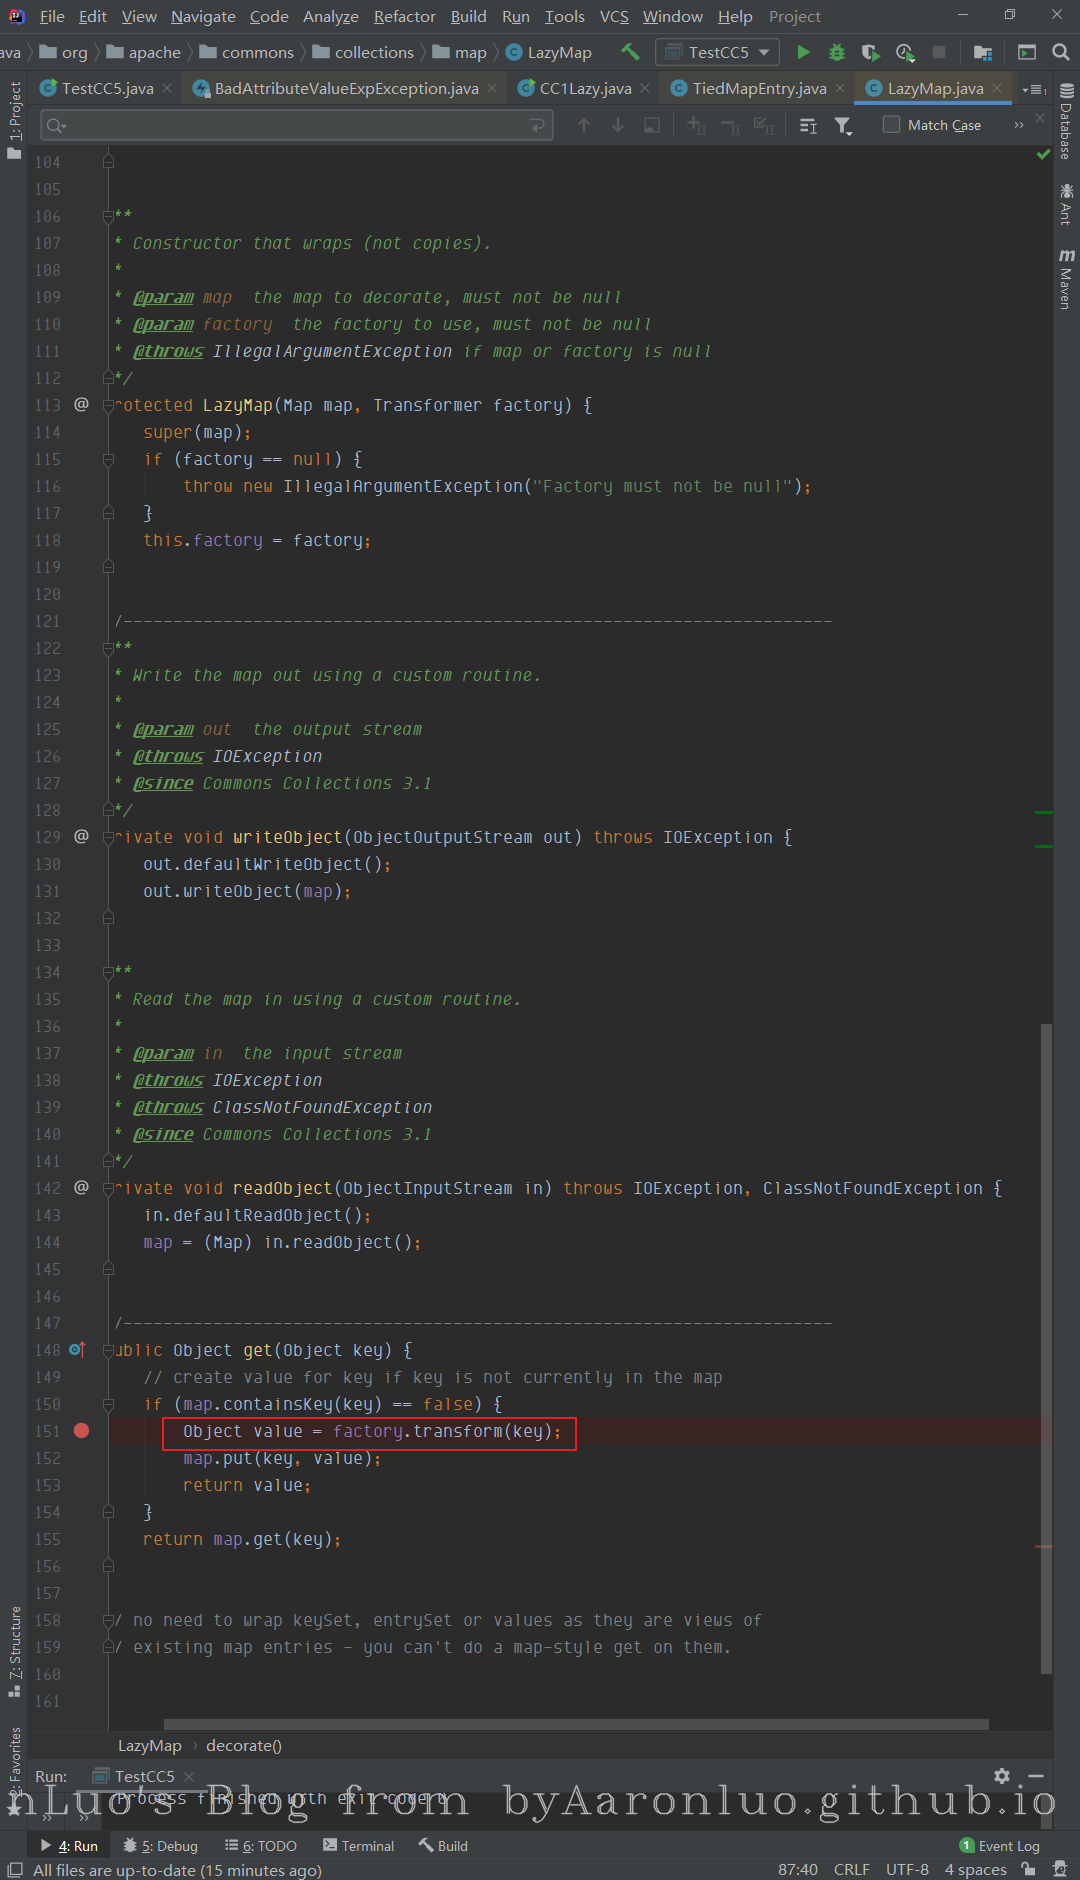 File Edit View Navigate Code Analyze Refactor Build Run Tools VCS Window Help Project
ava org apache commons collections map LazyMap TestCC5
TestCC5.java BadAttributeValueExpException.java CC1Lazy.java TiedMapEntry.java LazyMap.java
Match Case
1: Project
Database
Ant
Maven
104
105
106 **
107 * Constructor that wraps (not copies).
108 *
109 * @param map  the map to decorate, must not be null
110 * @param factory  the factory to use, must not be null
111 * @throws IllegalArgumentException if map or factory is null
112 */
113 @ rotected LazyMap(Map map, Transformer factory) {
114 super(map);
115 if (factory == null) {
116 throw new IllegalArgumentException("Factory must not be null");
117 }
118 this.factory = factory;
119
120
121 /-----------------------------------------------------------------------
122 **
123 * Write the map out using a custom routine.
124 *
125 * @param out  the output stream
126 * @throws IOException
127 * @since Commons Collections 3.1
128 */
129 @ rivate void writeObject(ObjectOutputStream out) throws IOException {
130 out.defaultWriteObject();
131 out.writeObject(map);
132
133
134 **
135 * Read the map in using a custom routine.
136 *
137 * @param in  the input stream
138 * @throws IOException
139 * @throws ClassNotFoundException
140 * @since Commons Collections 3.1
141 */
142 @ rivate void readObject(ObjectInputStream in) throws IOException, ClassNotFoundException {
143 in.defaultReadObject();
144 map = (Map) in.readObject();
145
146
147 /-----------------------------------------------------------------------
148 ublic Object get(Object key) {
149 // create value for key if key is not currently in the map
150 if (map.containsKey(key) == false) {
151 Object value = factory.transform(key);
152 map.put(key, value);
153 return value;
154 }
155 return map.get(key);
156
157
158 / no need to wrap keySet, entrySet or values as they are views of
159 / existing map entries - you can't do a map-style get on them.
160
161
7: Structure
2: Favorites
LazyMap › decorate()
Run: TestCC5
Process finished with exit code 0
nLuo's Blog from byAaronluo.github.io
4: Run 5: Debug 6: TODO Terminal Build 1 Event Log
All files are up-to-date (15 minutes ago) 87:40 CRLF UTF-8 4 spaces